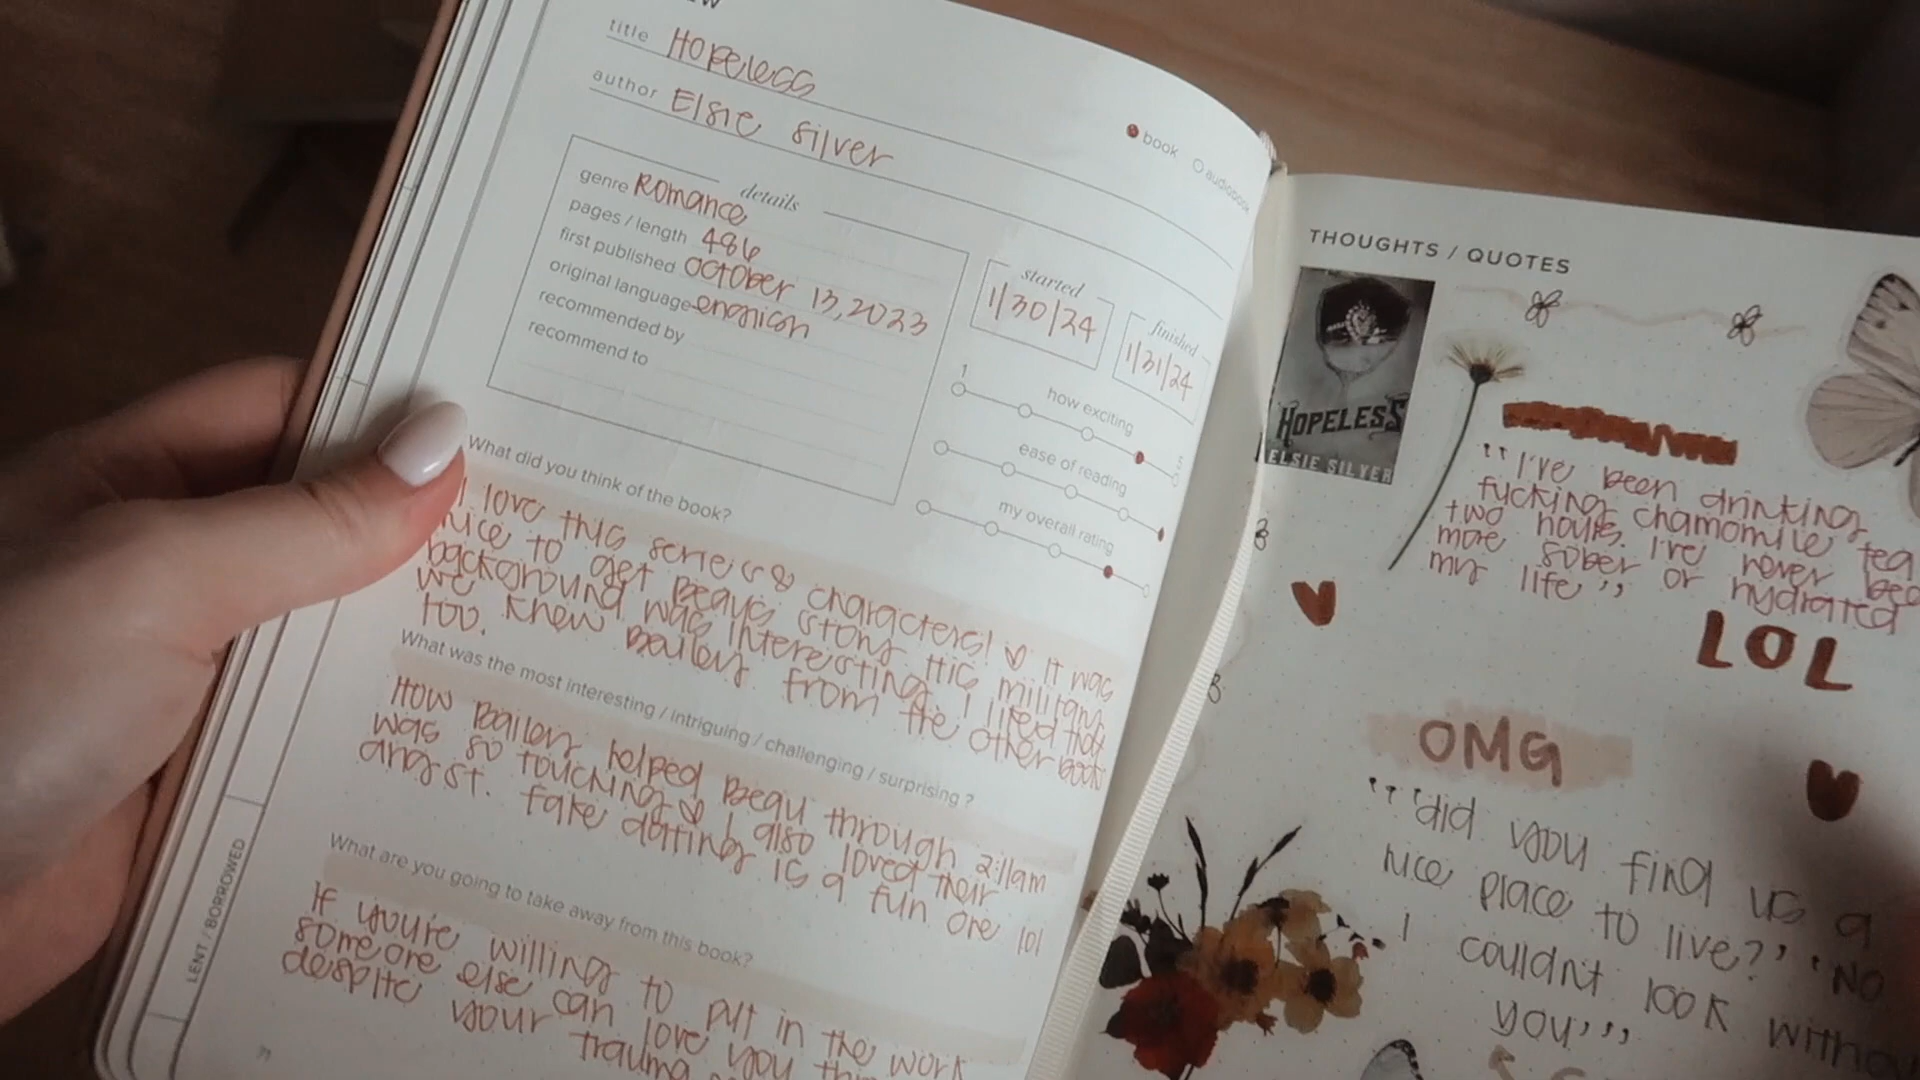 title Hopeless
author Elsie Silver
book audiobook
details
genre Romance
pages / length 486
first published October 13, 2023
original language english
recommended by
recommend to
started
1/30/24
finished
1/31/24
1
how exciting
5
ease of reading
my overall rating
What did you think of the book?
I love this series & characters! It was
nice to get Beau's story. His military
background was interesting. I liked that
we knew Bailey from the other books
too.
What was the most interesting / intriguing / challenging / surprising ?
How Bailey helped Beau through 2:11am
was so touching I also loved their
angst. Fake dating is a fun one lol
What are you going to take away from this book?
If you're willing to put in the work
someone else can love you
despite your
trauma
LENT / BORROWED
71
THOUGHTS / QUOTES
HOPELESS
ELSIE SILVER
"I've been drinking
fucking chamomile tea
two hours. I've never
more sober or hydrated
my life"
LOL
OMG
"'did you find us a
nice place to live?' 'No
I couldn't look
you'"